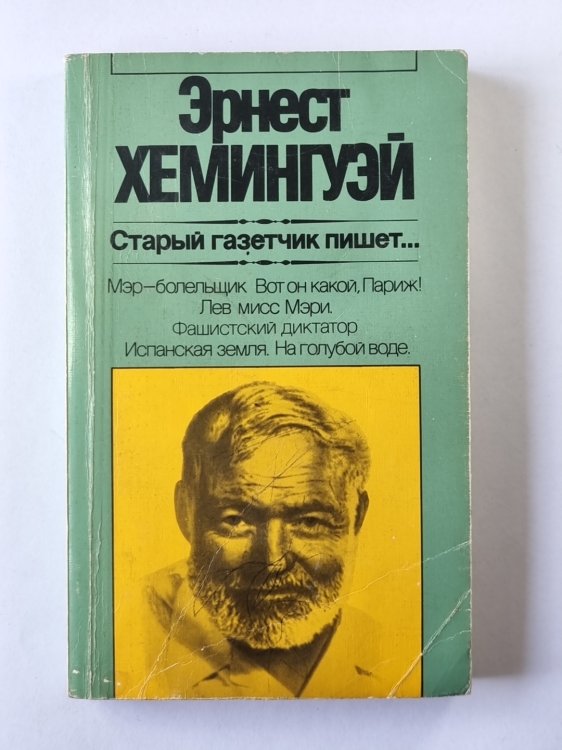 Эрнест
ХЕМИНГУЭЙ
Старый газетчик пишет...
Мэр-болельщик Вот он какой, Париж!
Лев мисс Мэри.
Фашистский диктатор
Испанская земля. На голубой воде.